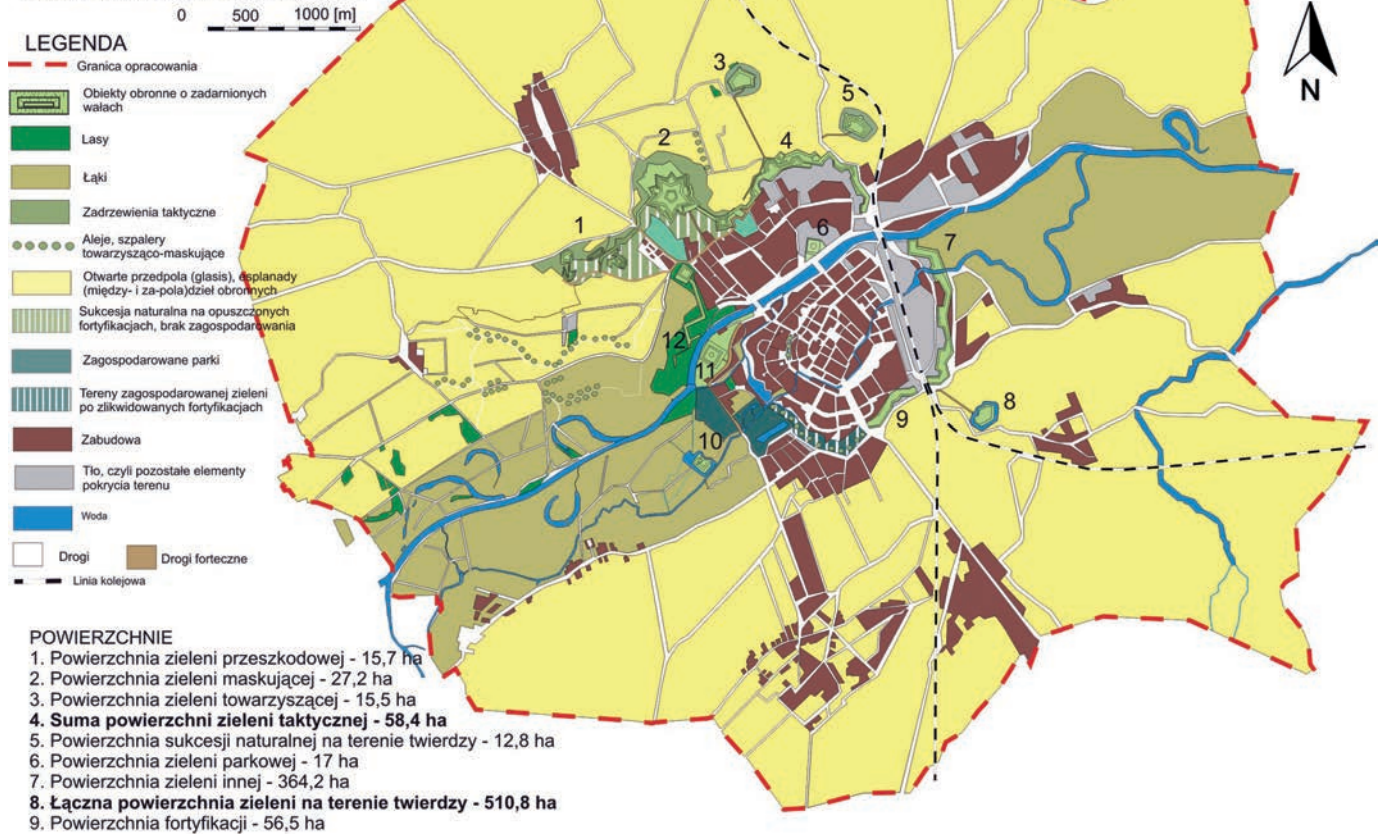 0 500 1000 [m]
LEGENDA
Granica opracowania
Obiekty obronne o zadarnionych
wałach
Lasy
Łąki
Zadrzewienia taktyczne
Aleje, szpalery
towarzysząco-maskujące
Otwarte przedpola (glasis), esplanady
(między- i za-pola)dzieł obronnych
Sukcesja naturalna na opuszczonych
fortyfikacjach, brak zagospodarowania
Zagospodarowane parki
Tereny zagospodarowanej zieleni
po zlikwidowanych fortyfikacjach
Zabudowa
Tło, czyli pozostałe elementy
pokrycia terenu
Woda
Drogi Drogi forteczne
Linia kolejowa
N
3
5
2
4
1
6
7
12
11
8
9
10
POWIERZCHNIE
1. Powierzchnia zieleni przeszkodowej - 15,7 ha
2. Powierzchnia zieleni maskującej - 27,2 ha
3. Powierzchnia zieleni towarzyszącej - 15,5 ha
4. Suma powierzchni zieleni taktycznej - 58,4 ha
5. Powierzchnia sukcesji naturalnej na terenie twierdzy - 12,8 ha
6. Powierzchnia zieleni parkowej - 17 ha
7. Powierzchnia zieleni innej - 364,2 ha
8. Łączna powierzchnia zieleni na terenie twierdzy - 510,8 ha
9. Powierzchnia fortyfikacji - 56,5 ha